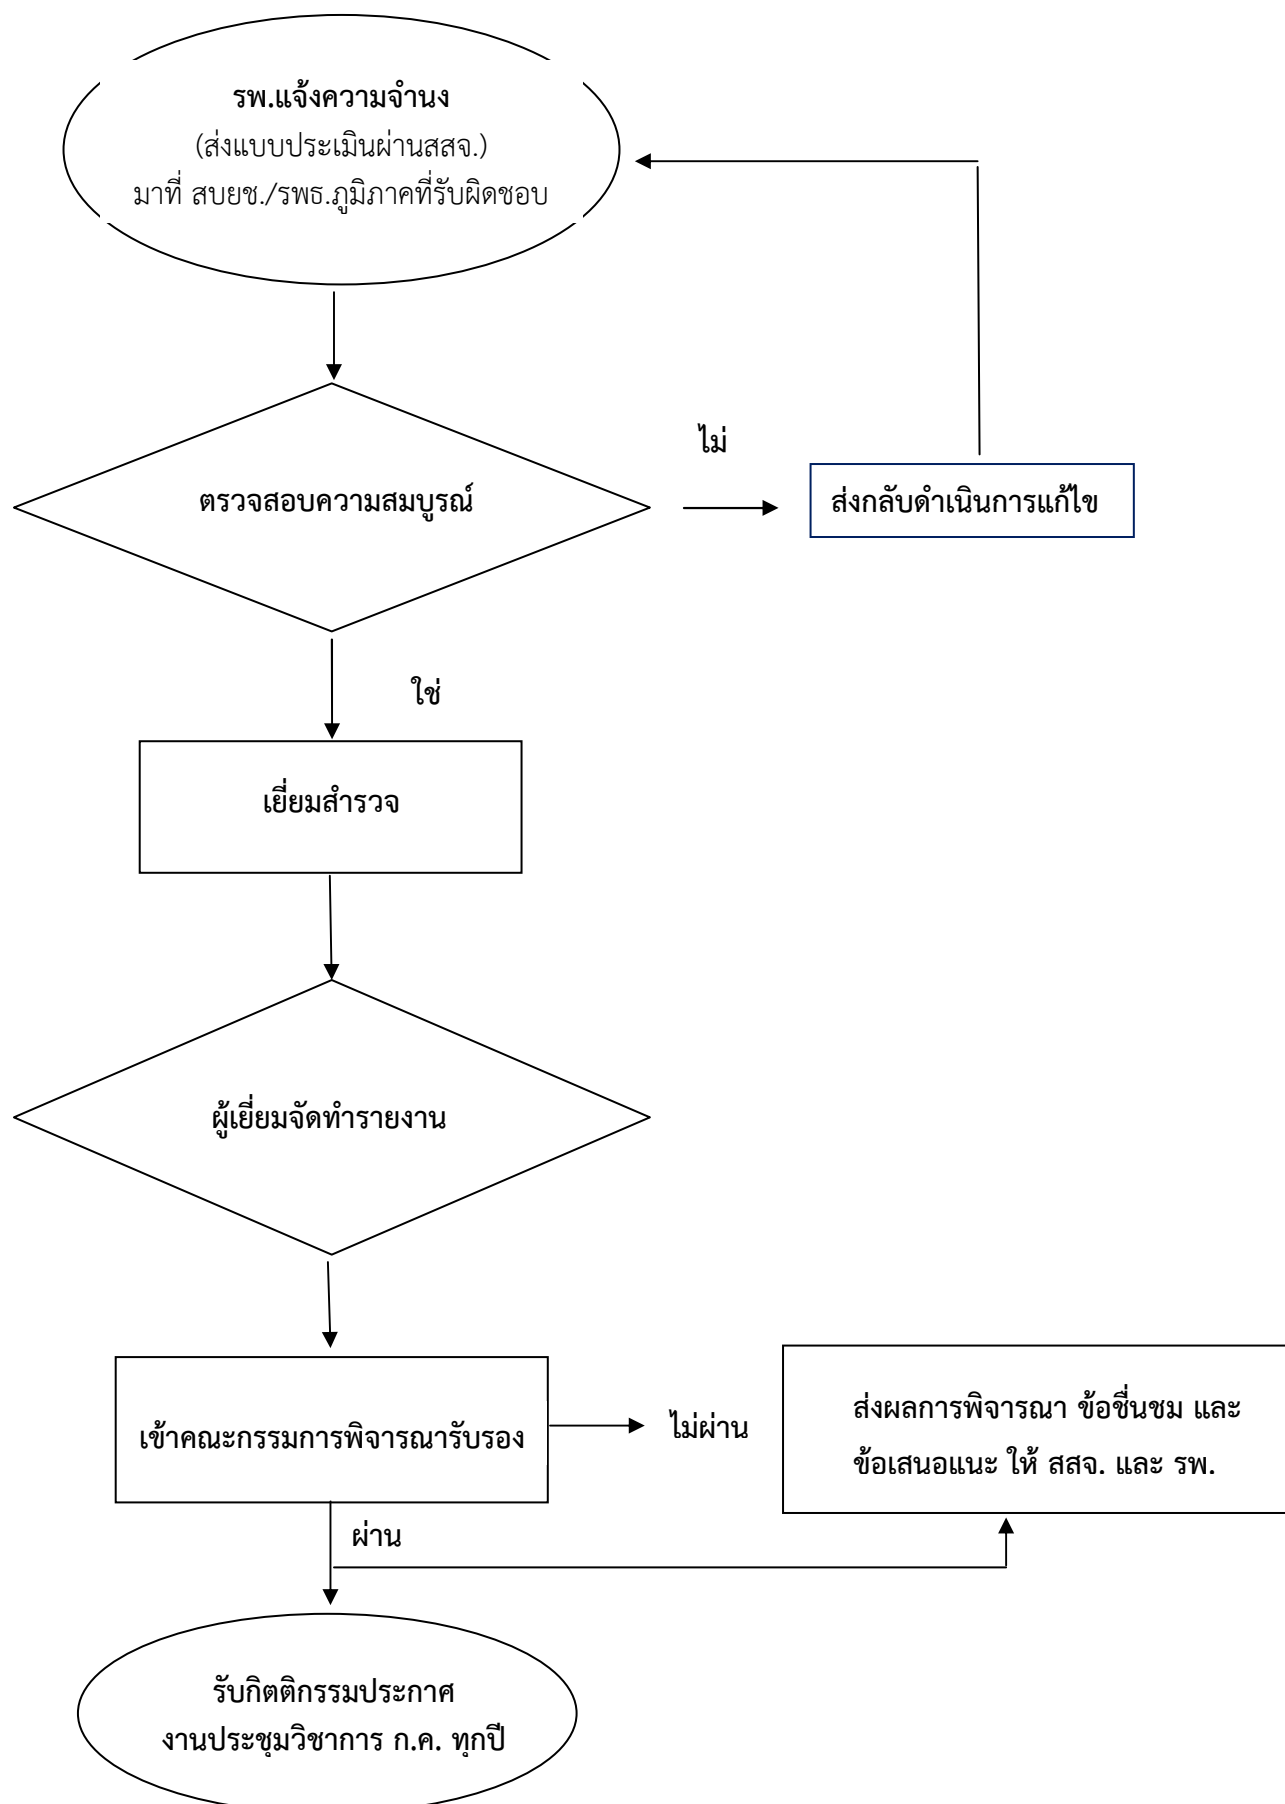 รพ.แจ้งความจำนง
(ส่งแบบประเมินผ่านสสจ.)
มาที่ สบยช./รพธ.ภูมิภาคที่รับผิดชอบ
ไม่
ตรวจสอบความสมบูรณ์
ส่งกลับดำเนินการแก้ไข
ใช่
เยี่ยมสำรวจ
ผู้เยี่ยมจัดทำรายงาน
เข้าคณะกรรมการพิจารณารับรอง
ไม่ผ่าน
ส่งผลการพิจารณา ข้อชื่นชม และ
ข้อเสนอแนะ ให้ สสจ. และ รพ.
ผ่าน
รับกิตติกรรมประกาศ
งานประชุมวิชาการ ก.ค. ทุกปี